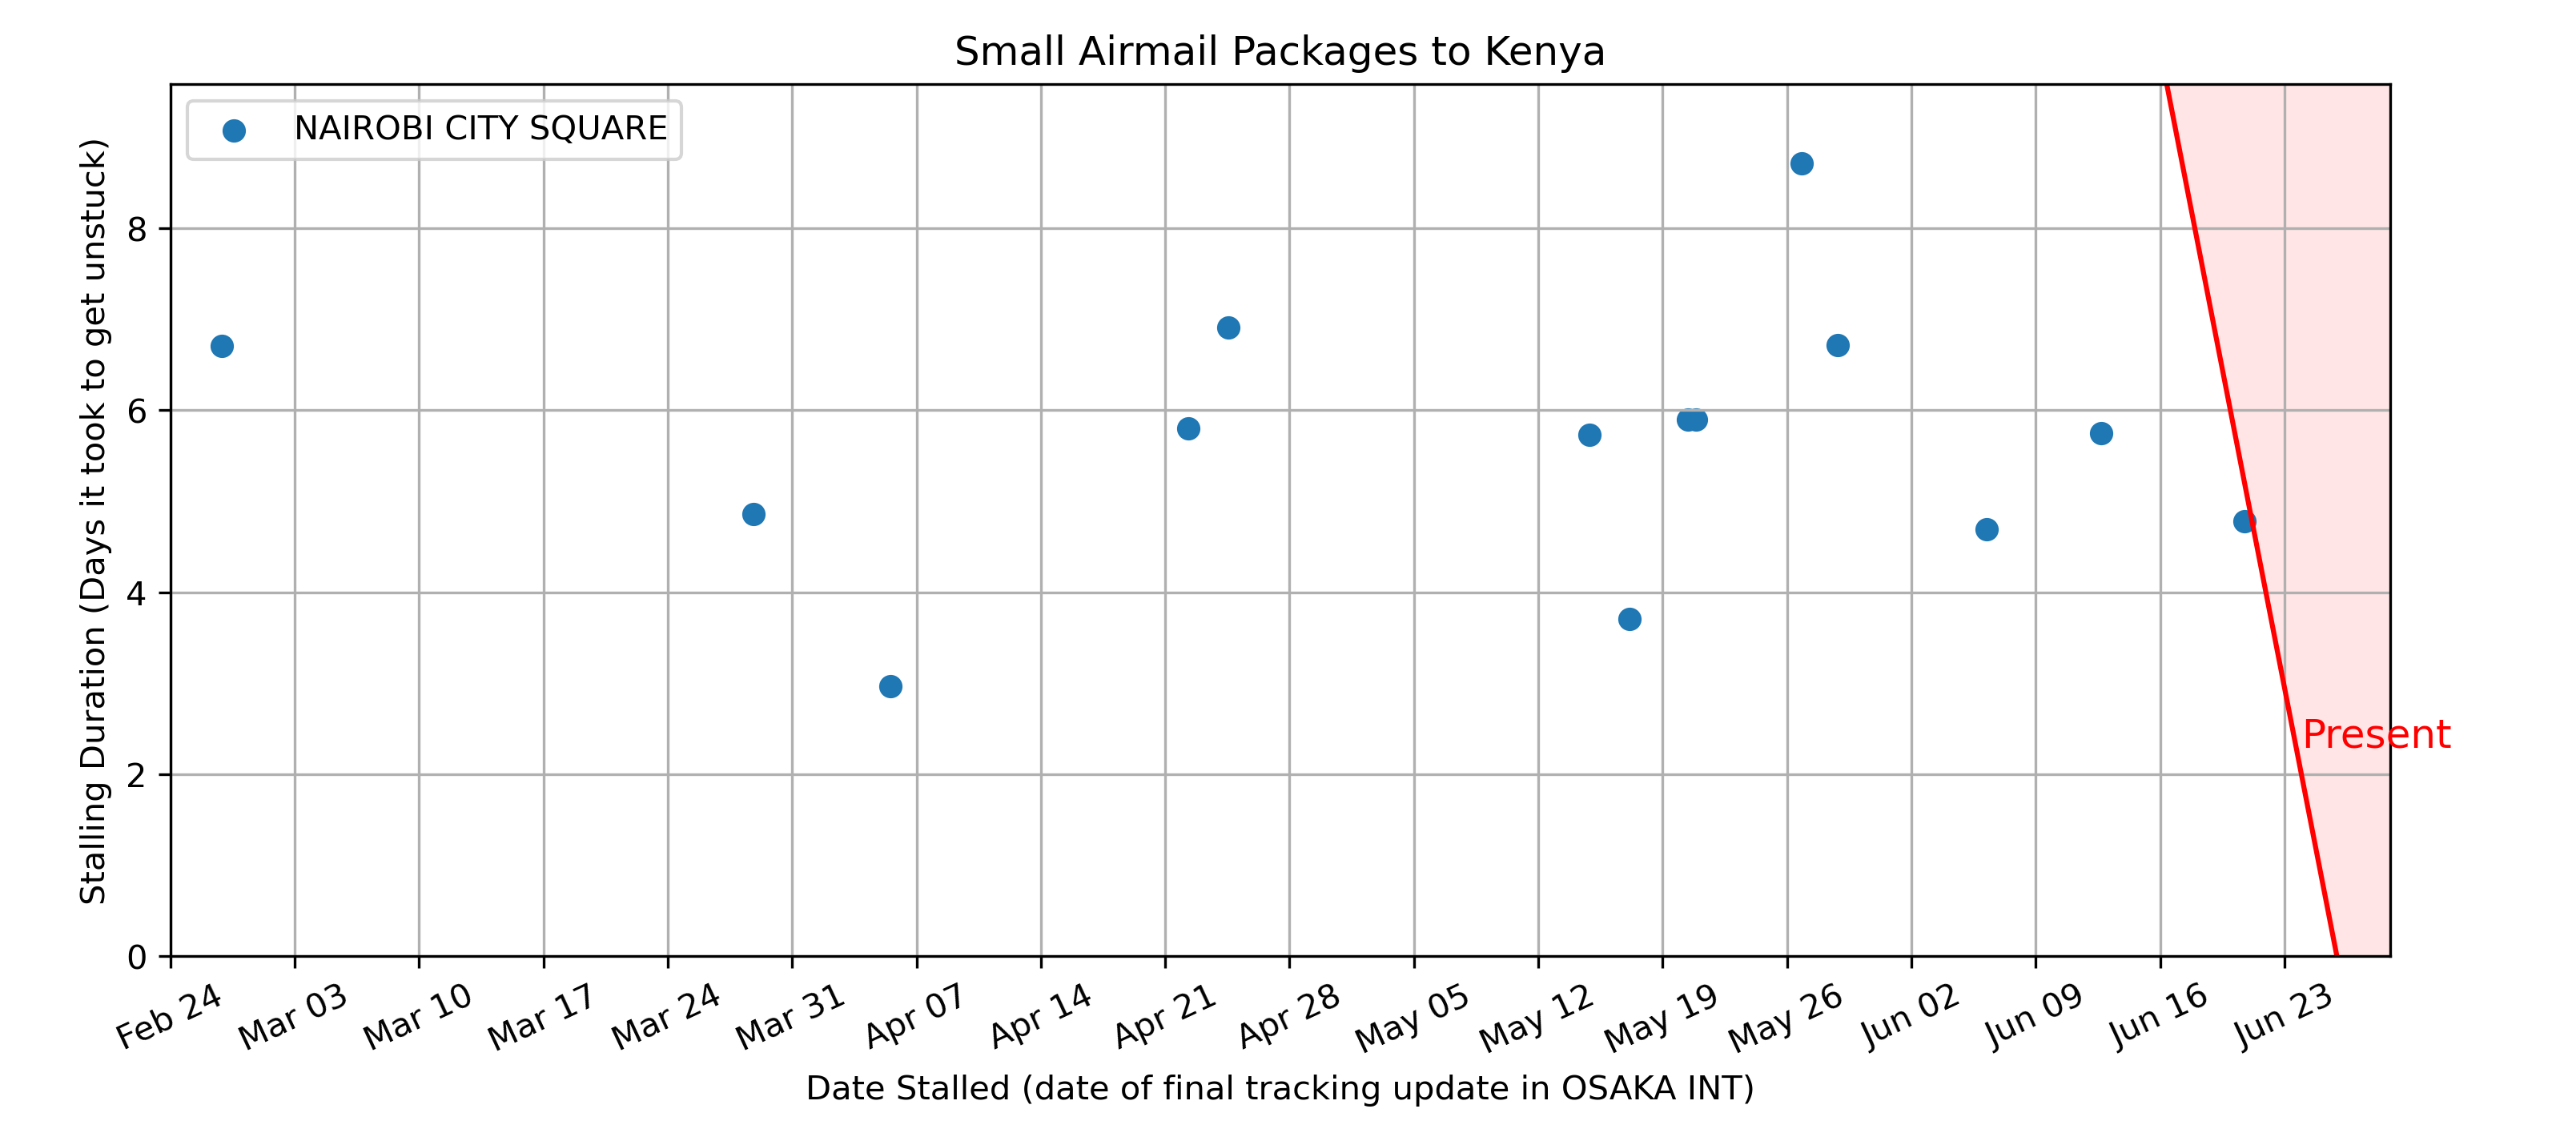 Small Airmail Packages to Kenya
NAIROBI CITY SQUARE
Stalling Duration (Days it took to get unstuck)
8
6
4
2
0
Present
Feb 24
Mar 03
Mar 10
Mar 17
Mar 24
Mar 31
Apr 07
Apr 14
Apr 21
Apr 28
May 05
May 12
May 19
May 26
Jun 02
Jun 09
Jun 16
Jun 23
Date Stalled (date of final tracking update in OSAKA INT)